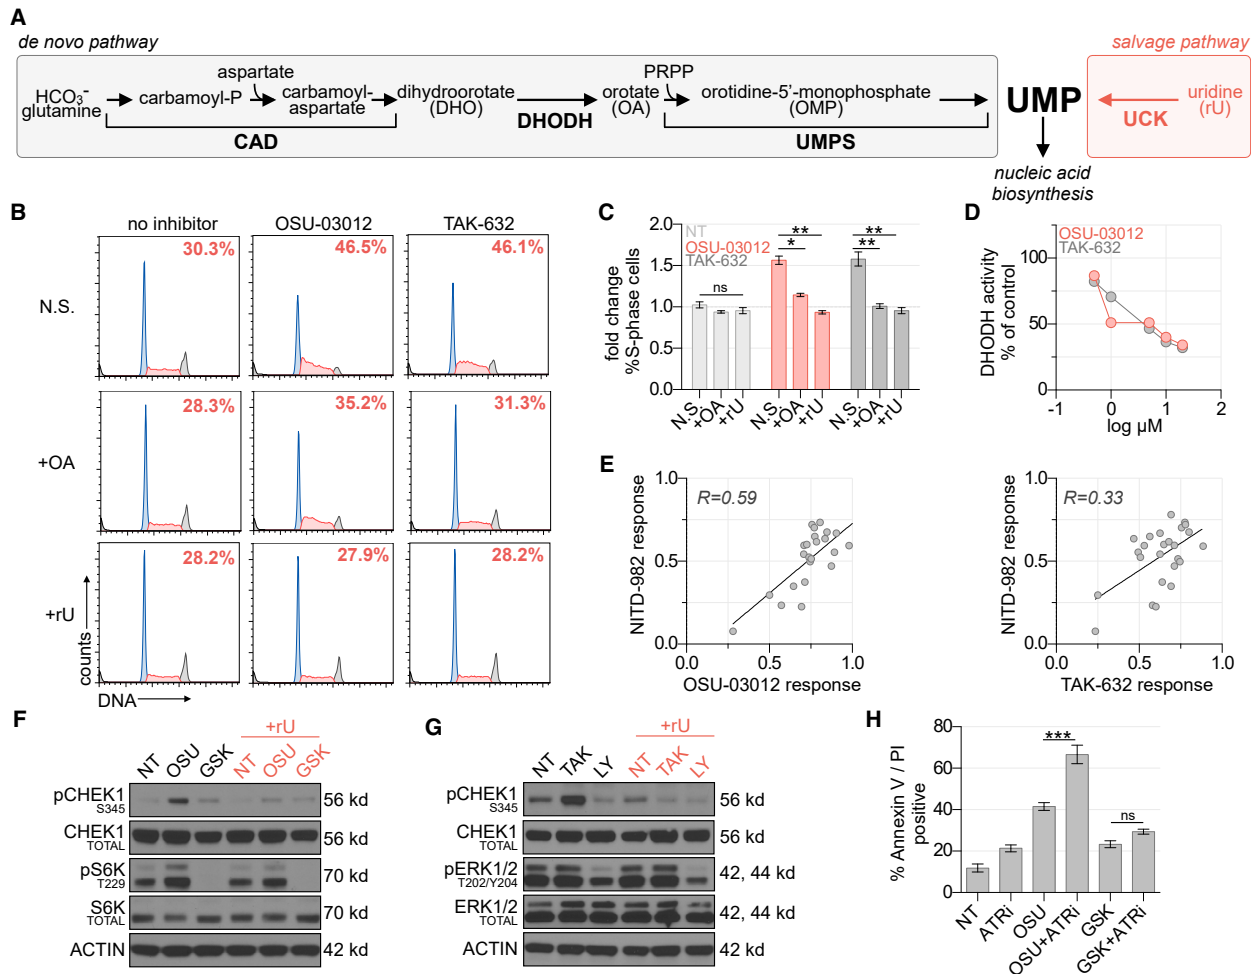 A
de novo pathway
salvage pathway
aspartate
PRPP
HCO3-
glutamine
carbamoyl-P
carbamoyl-
aspartate
dihydroorotate
(DHO)
orotate
(OA)
orotidine-5'-monophosphate
(OMP)
UMP
uridine
(rU)
CAD
DHODH
UMPS
UCK
nucleic acid
biosynthesis
B
no inhibitor
OSU-03012
TAK-632
N.S.
30.3%
46.5%
46.1%
+OA
28.3%
35.2%
31.3%
+rU
28.2%
27.9%
28.2%
counts
DNA
C
NT
OSU-03012
TAK-632
fold change
%S-phase cells
2.0
1.5
1.0
0.5
0.0
ns
**
*
**
**
N.S.
+OA
+rU
N.S.
+OA
+rU
N.S.
+OA
+rU
D
OSU-03012
TAK-632
DHODH activity
% of control
100
50
0
-1
0
1
2
log µM
E
R=0.59
NITD-982 response
1.0
0.5
0.0
0.0
0.5
1.0
OSU-03012 response
R=0.33
NITD-982 response
1.0
0.5
0.0
0.0
0.5
1.0
TAK-632 response
F
+rU
NT
OSU
GSK
NT
OSU
GSK
pCHEK1
S345
56 kd
CHEK1
TOTAL
56 kd
pS6K
T229
70 kd
S6K
TOTAL
70 kd
ACTIN
42 kd
G
+rU
NT
TAK
LY
NT
TAK
LY
pCHEK1
S345
56 kd
CHEK1
TOTAL
56 kd
pERK1/2
T202/Y204
42, 44 kd
ERK1/2
TOTAL
42, 44 kd
ACTIN
42 kd
H
% Annexin V / PI
positive
80
60
40
20
0
***
ns
NT
ATRi
OSU
OSU+ATRi
GSK
GSK+ATRi